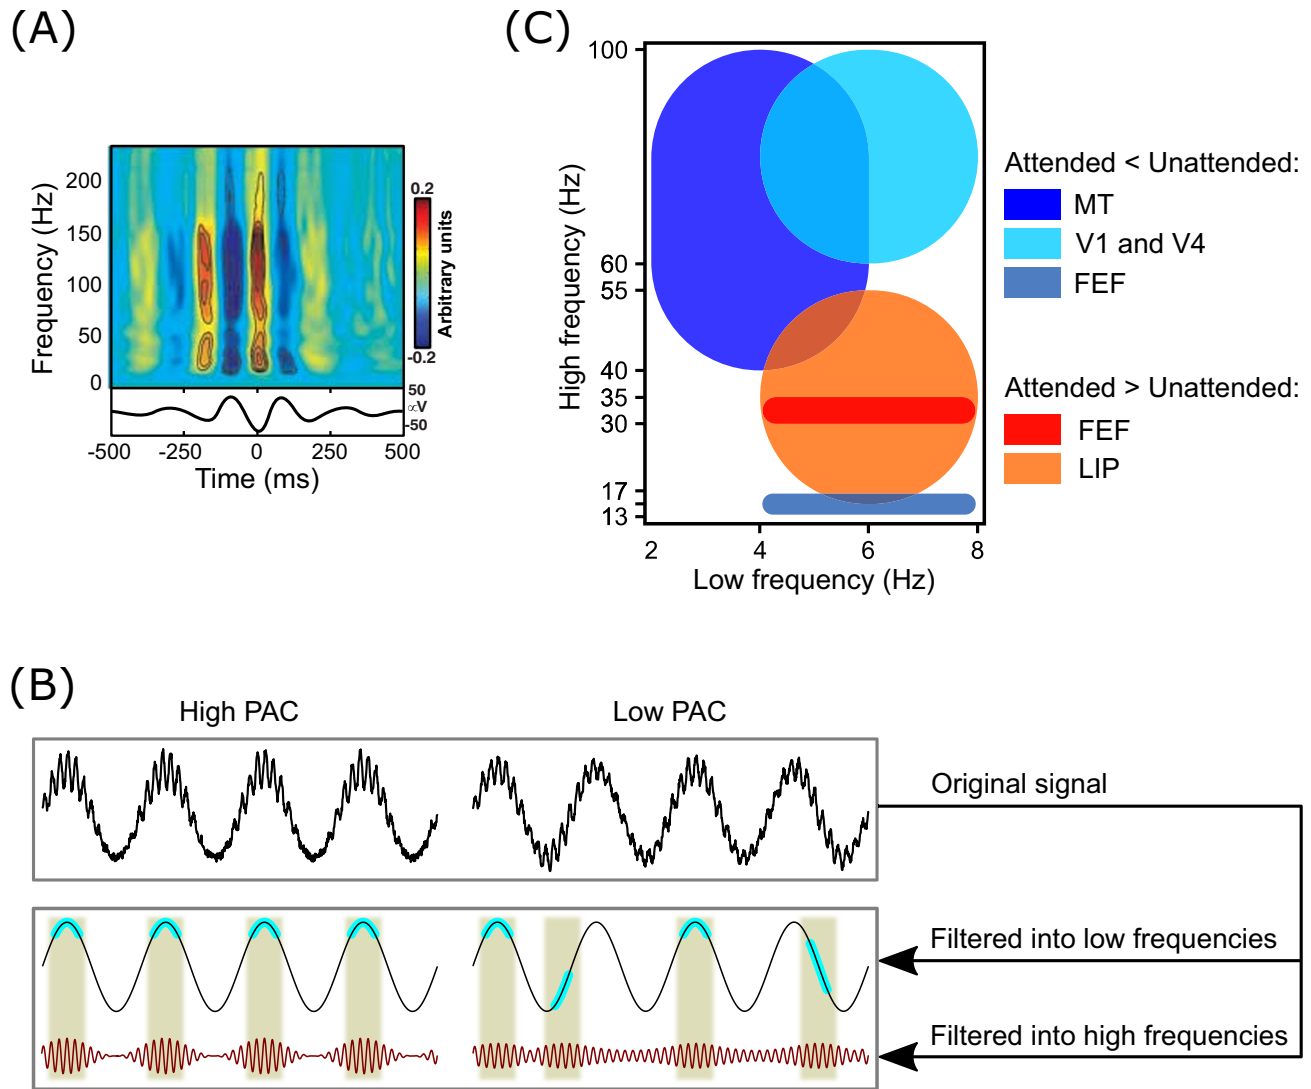 (A)
200
150
100
50
0
Frequency (Hz)
0.2
-0.2
Arbitrary units
50
∝V
-50
-500
-250
0
250
500
Time (ms)
(C)
100
60
55
40
35
30
17
13
High frequency (Hz)
2
4
6
8
Low frequency (Hz)
Attended < Unattended:
MT
V1 and V4
FEF
Attended > Unattended:
FEF
LIP
(B)
High PAC
Low PAC
Original signal
Filtered into low frequencies
Filtered into high frequencies